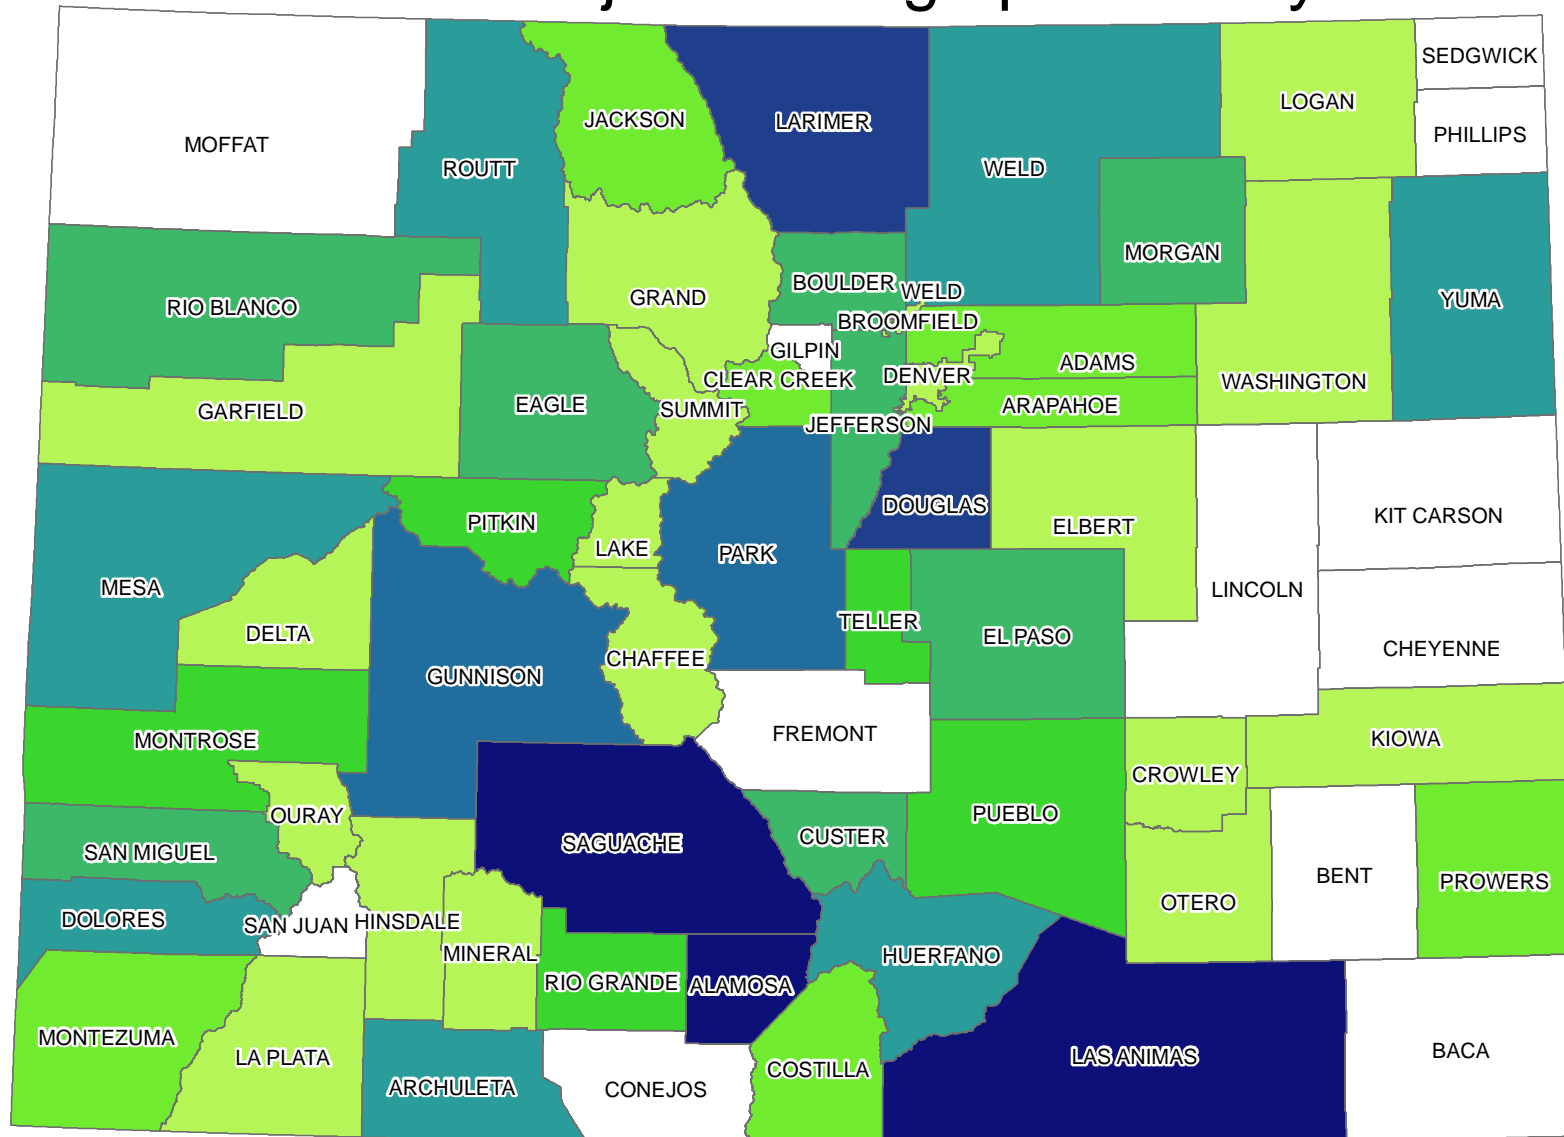 SEDGWICK
LOGAN
JACKSON
LARIMER
PHILLIPS
MOFFAT
ROUTT
WELD
MORGAN
BOULDER
WELD
GRAND
YUMA
RIO BLANCO
BROOMFIELD
GILPIN
ADAMS
CLEAR CREEK
DENVER
WASHINGTON
EAGLE
ARAPAHOE
GARFIELD
SUMMIT
JEFFERSON
DOUGLAS
KIT CARSON
PITKIN
ELBERT
LAKE
PARK
MESA
LINCOLN
TELLER
DELTA
EL PASO
CHEYENNE
CHAFFEE
GUNNISON
FREMONT
MONTROSE
KIOWA
CROWLEY
OURAY
PUEBLO
CUSTER
SAGUACHE
SAN MIGUEL
BENT
PROWERS
OTERO
DOLORES
SAN JUAN
HINSDALE
MINERAL
HUERFANO
RIO GRANDE
ALAMOSA
MONTEZUMA
LA PLATA
LAS ANIMAS
BACA
COSTILLA
ARCHULETA
CONEJOS